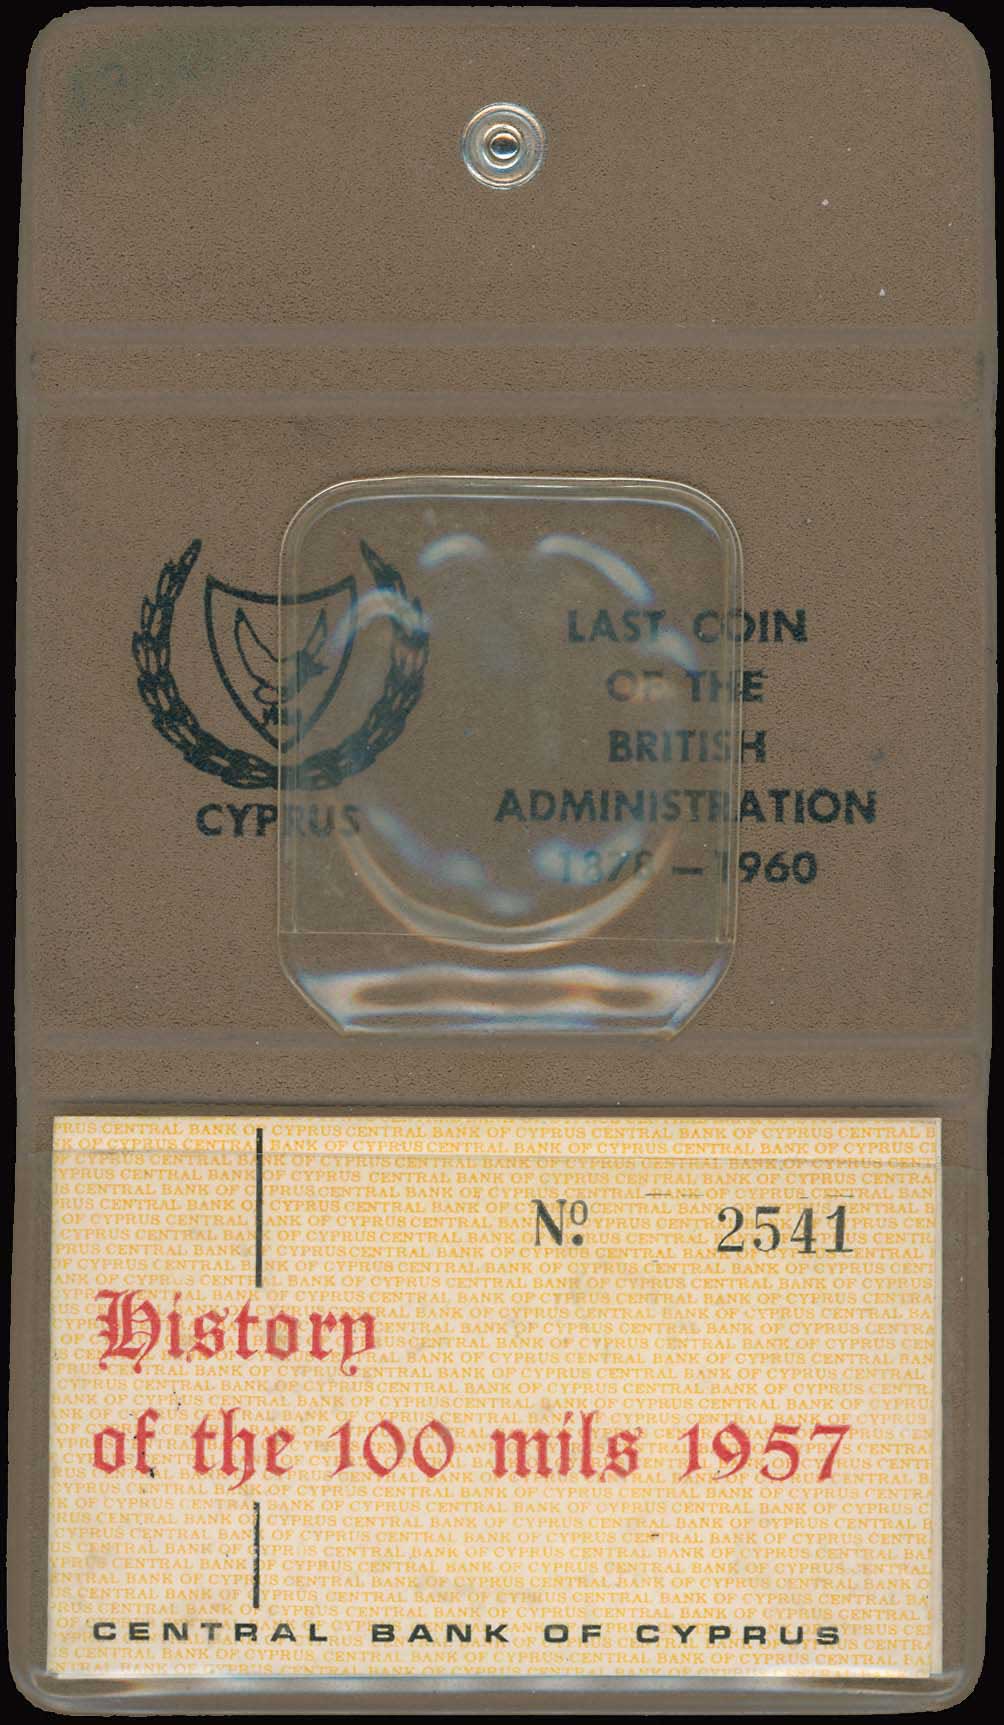 CYPRUS
LAST COIN
OF THE
BRITISH
ADMINISTRATION
1878 – 1960
Nº 2541
History
of the 100 mils 1957
CENTRAL BANK OF CYPRUS